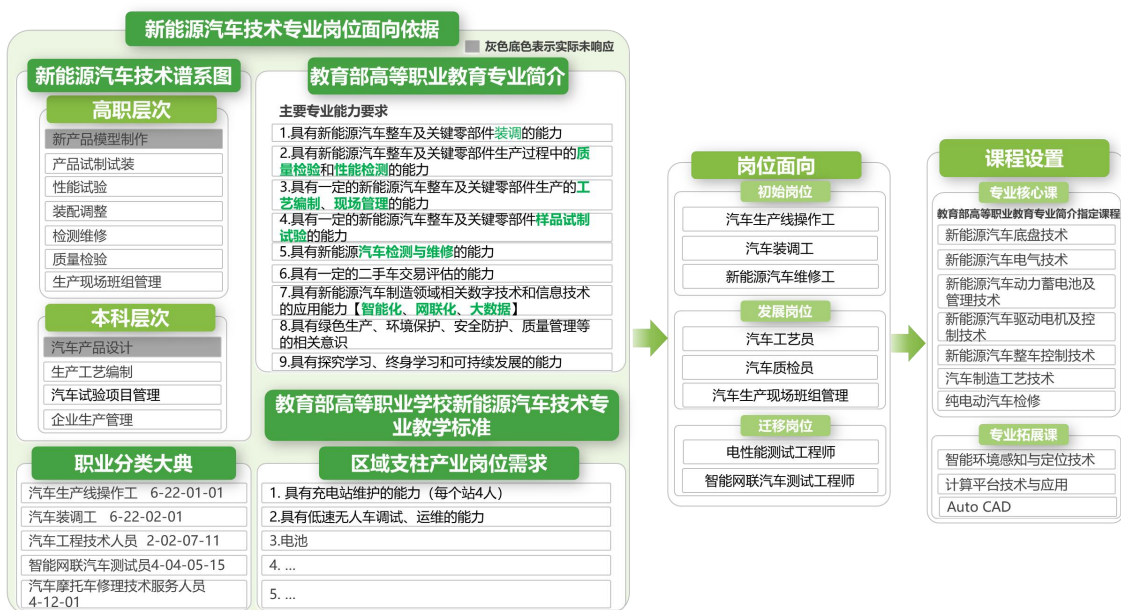 新能源汽车技术专业岗位面向依据
灰色底色表示实际未响应
新能源汽车技术谱系图
高职层次
新产品模型制作
产品试制试装
性能试验
装配调整
检测维修
质量检验
生产现场班组管理
本科层次
汽车产品设计
生产工艺编制
汽车试验项目管理
企业生产管理
教育部高等职业教育专业简介
主要专业能力要求
1.具有新能源汽车整车及关键零部件装调的能力
2.具有新能源汽车整车及关键零部件生产过程中的质
量检验和性能检测的能力
3.具有一定的新能源汽车整车及关键零部件生产的工
艺编制、现场管理的能力
4.具有一定的新能源汽车整车及关键零部件样品试制
试验的能力
5.具有新能源汽车检测与维修的能力
6.具有一定的二手车交易评估的能力
7.具有新能源汽车制造领域相关数字技术和信息技术
的应用能力【智能化、网联化、大数据】
8.具有绿色生产、环境保护、安全防护、质量管理等
的相关意识
9.具有探究学习、终身学习和可持续发展的能力
教育部高等职业学校新能源汽车技术专
业教学标准
职业分类大典
汽车生产线操作工 6-22-01-01
汽车装调工 6-22-02-01
汽车工程技术人员 2-02-07-11
智能网联汽车测试员4-04-05-15
汽车摩托车修理技术服务人员
4-12-01
区域支柱产业岗位需求
1. 具有充电站维护的能力（每个站4人）
2.具有低速无人车调试、运维的能力
3.电池
4. ...
5. ...
岗位面向
初始岗位
汽车生产线操作工
汽车装调工
新能源汽车维修工
发展岗位
汽车工艺员
汽车质检员
汽车生产现场班组管理
迁移岗位
电性能测试工程师
智能网联汽车测试工程师
课程设置
专业核心课
教育部高等职业教育专业简介指定课程
新能源汽车底盘技术
新能源汽车电气技术
新能源汽车动力蓄电池及
管理技术
新能源汽车驱动电机及控
制技术
新能源汽车整车控制技术
汽车制造工艺技术
纯电动汽车检修
专业拓展课
智能环境感知与定位技术
计算平台技术与应用
Auto CAD